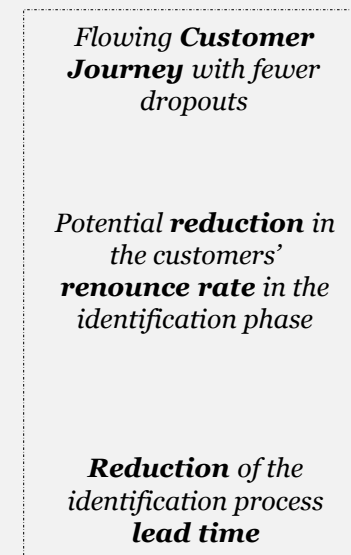 Flowing Customer
Journey with fewer
dropouts
Potential reduction in
the customers’
renounce rate in the
identification phase
Reduction of the
identification process
lead time